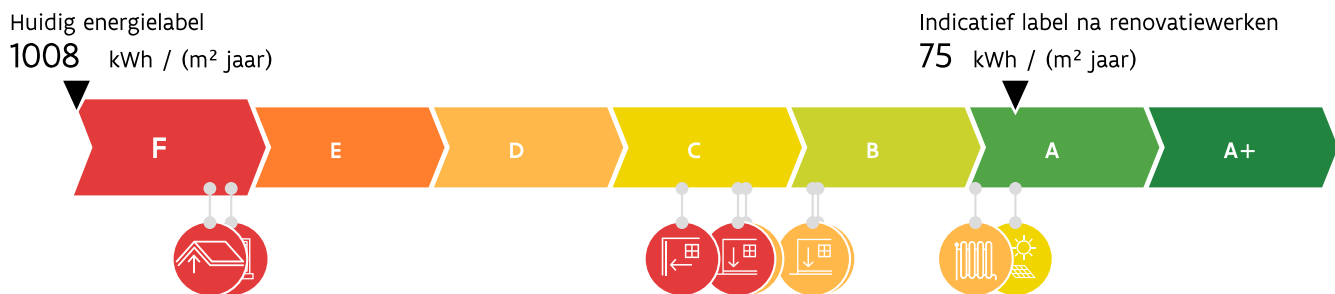 Huidig energielabel
1008 kWh / (m² jaar)
Indicatief label na renovatiewerken
75 kWh / (m² jaar)
F E D C B A A+